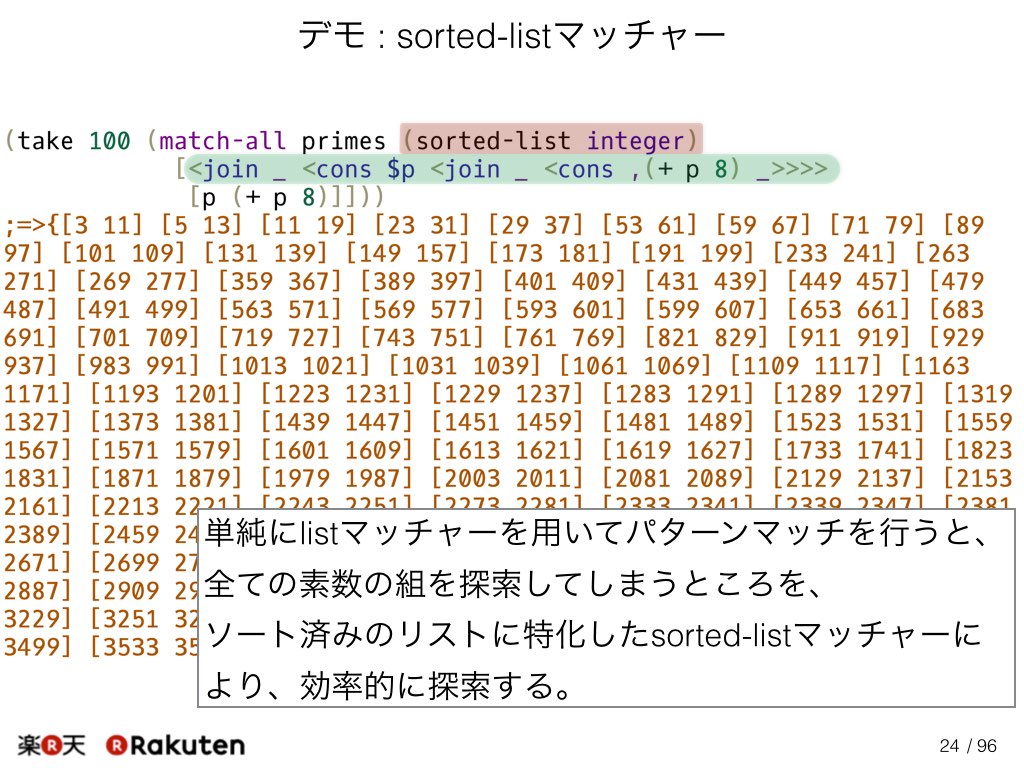 デモ : sorted-listマッチャー
(take 100 (match-all primes (sorted-list integer)
[<join _ <cons $p <join _ <cons ,(+ p 8) _>>>>
[p (+ p 8)]]))
;=>{[3 11] [5 13] [11 19] [23 31] [29 37] [53 61] [59 67] [71 79] [89
97] [101 109] [131 139] [149 157] [173 181] [191 199] [233 241] [263
271] [269 277] [359 367] [389 397] [401 409] [431 439] [449 457] [479
487] [491 499] [563 571] [569 577] [593 601] [599 607] [653 661] [683
691] [701 709] [719 727] [743 751] [761 769] [821 829] [911 919] [929
937] [983 991] [1013 1021] [1031 1039] [1061 1069] [1109 1117] [1163
1171] [1193 1201] [1223 1231] [1229 1237] [1283 1291] [1289 1297] [1319
1327] [1373 1381] [1439 1447] [1451 1459] [1481 1489] [1523 1531] [1559
1567] [1571 1579] [1601 1609] [1613 1621] [1619 1627] [1733 1741] [1823
1831] [1871 1879] [1979 1987] [2003 2011] [2081 2089] [2129 2137] [2153
2161] [2213 2221] [2243 2251] [2273 2281] [2333 2341] [2339 2347] [2381
2389] [2459
2671] [2699
2887] [2909
3229] [3251
3499] [3533
単純にlistマッチャーを用いてパターンマッチを行うと、
全ての素数の組を探索してしまうところを、
ソート済みのリストに特化したsorted-listマッチャーに
より、効率的に探索する。
楽R天 R Rakuten
24 / 96